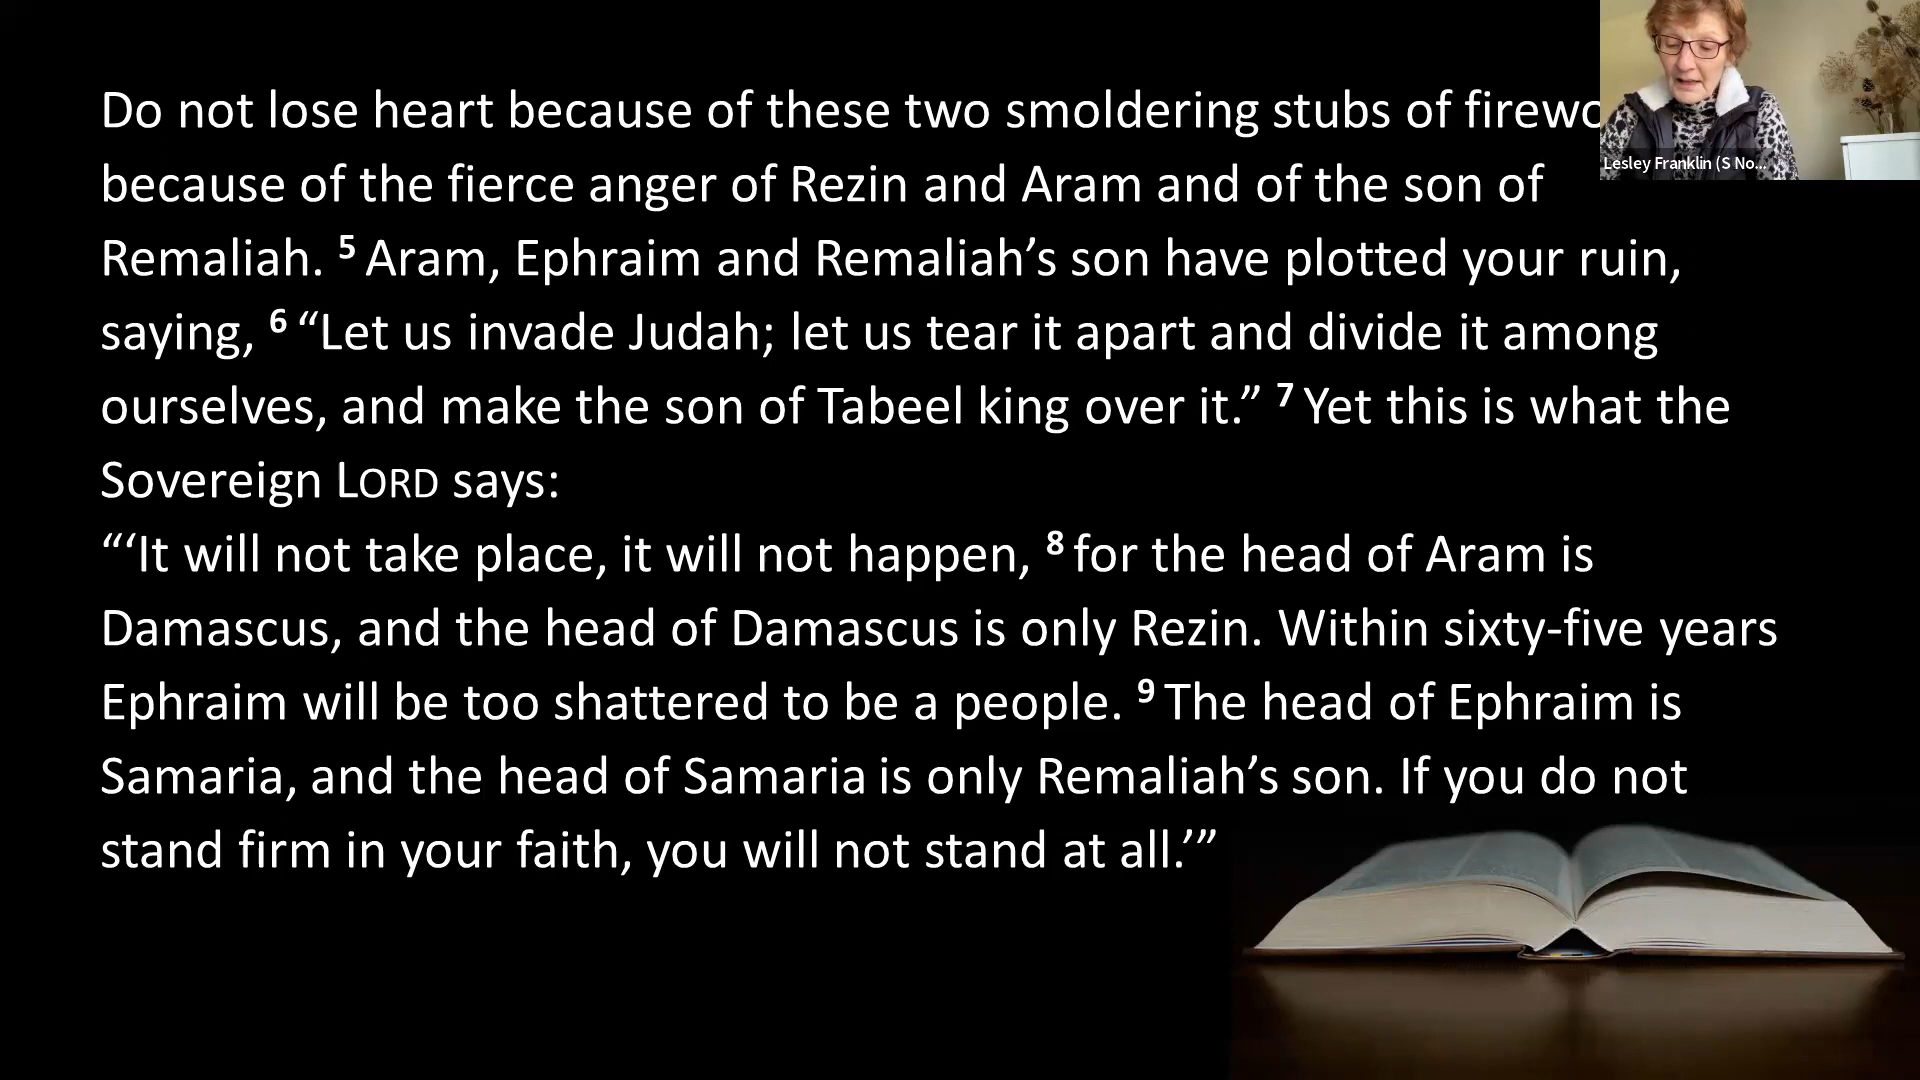 Do not lose heart because of these two smoldering stubs of firewo
because of the fierce anger of Rezin and Aram and of the son of
Remaliah. 5 Aram, Ephraim and Remaliah’s son have plotted your ruin,
saying, 6 “Let us invade Judah; let us tear it apart and divide it among
ourselves, and make the son of Tabeel king over it.” 7 Yet this is what the
Sovereign LORD says:
“‘It will not take place, it will not happen, 8 for the head of Aram is
Damascus, and the head of Damascus is only Rezin. Within sixty-five years
Ephraim will be too shattered to be a people. 9 The head of Ephraim is
Samaria, and the head of Samaria is only Remaliah’s son. If you do not
stand firm in your faith, you will not stand at all.’”
Lesley Franklin (S No...